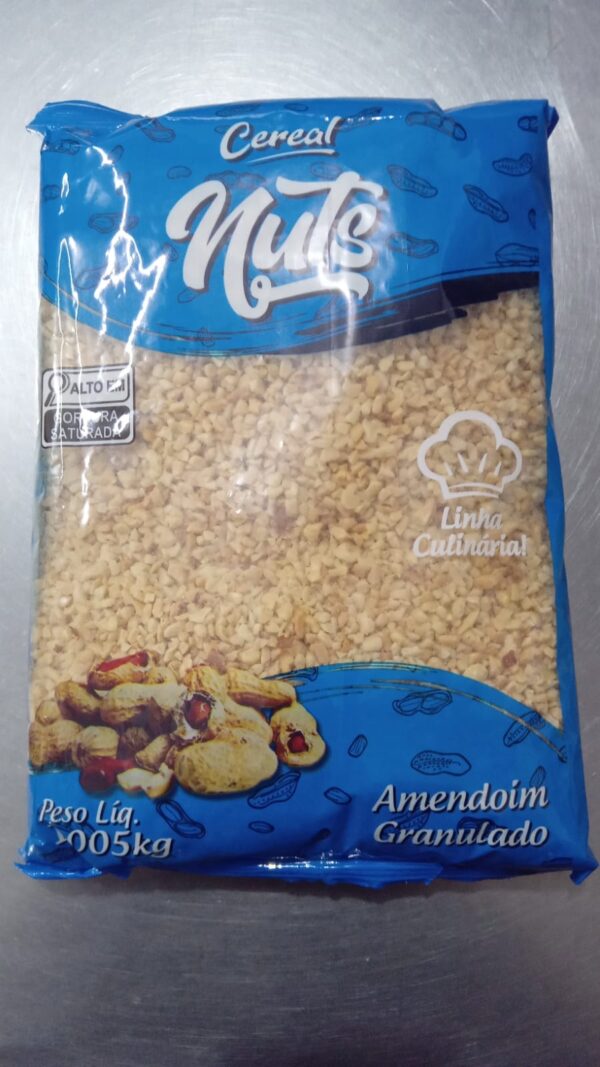 Cereal
Nuts
ALTO EM
GORDURA
SATURADA
Linha
Culinária!
Peso Líq.
Amendoim
Granulado